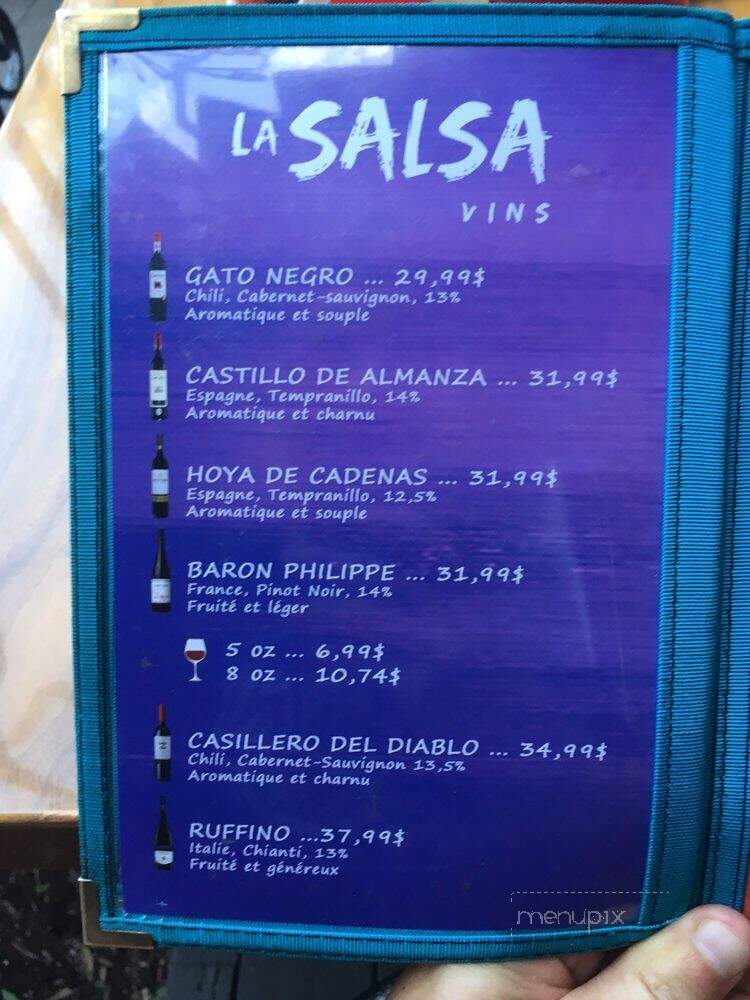 LA SALSA
VINS
GATO NEGRO ... 29,99$
Chili, Cabernet-sauvignon, 13%
Aromatique et souple
CASTILLO DE ALMANZA ... 31,99$
Espagne, Tempranillo, 14%
Aromatique et charnu
HOYA DE CADENAS ... 31,99$
Espagne, Tempranillo, 12,5%
Aromatique et souple
BARON PHILIPPE ... 31,99$
France, Pinot Noir, 14%
Fruité et léger
5 oz ... 6,99$
8 oz ... 10,74$
CASILLERO DEL DIABLO ... 34,99$
Chili, Cabernet-Sauvignon 13,5%
Aromatique et charnu
RUFFINO ...37,99$
Italie, Chianti, 13%
Fruité et généreux
menupix